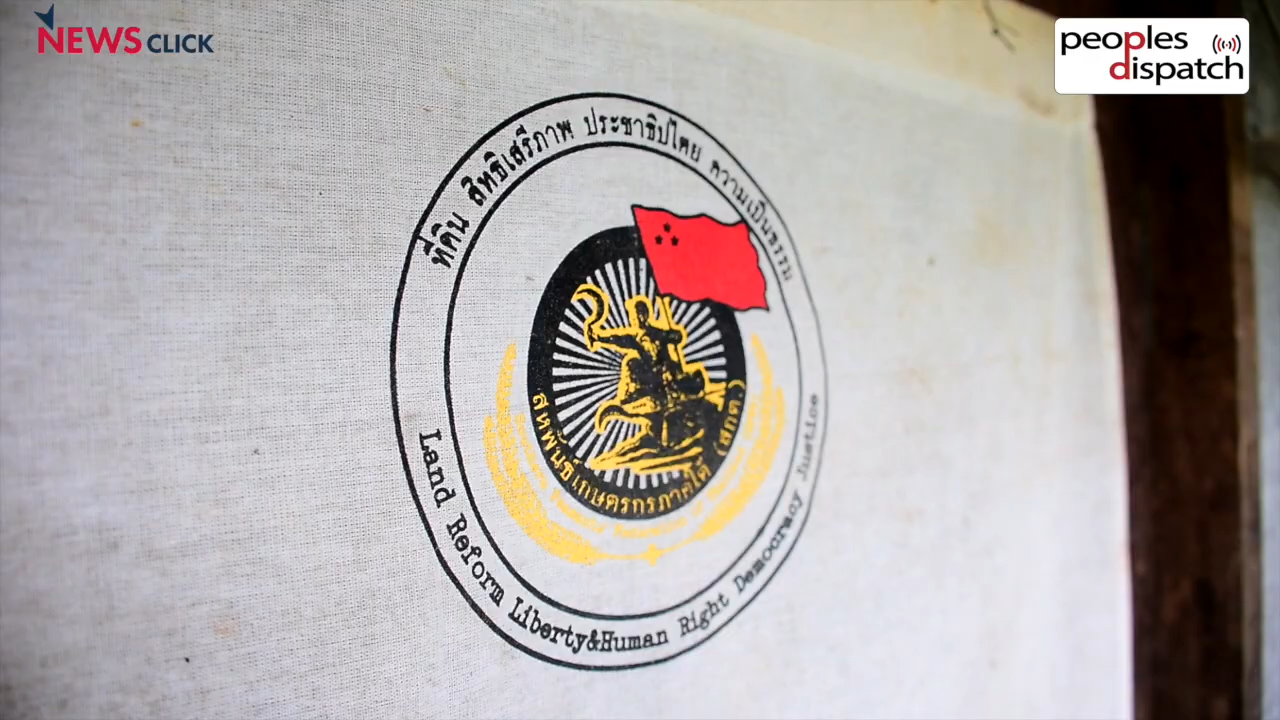 NEWSCLICK
peoples
dispatch
ที่ดิน สิทธิเสรีภาพ ประชาธิปไตย ความเป็นธรรม
สหพันธ์เกษตรกรภาคใต้ (สกต.)
Land Reform Liberty&Human Right Democracy Justice